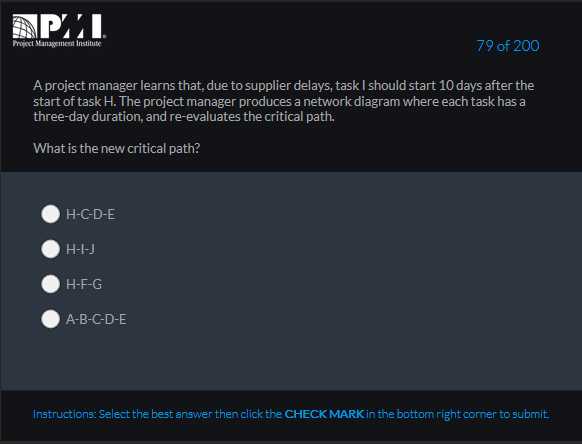 PMI.
Project Management Institute
79 of 200
A project manager learns that, due to supplier delays, task I should start 10 days after the
start of task H. The project manager produces a network diagram where each task has a
three-day duration, and re-evaluates the critical path.
What is the new critical path?
H-C-D-E
H-I-J
H-F-G
A-B-C-D-E
Instructions: Select the best answer then click the CHECK MARK in the bottom right corner to submit.